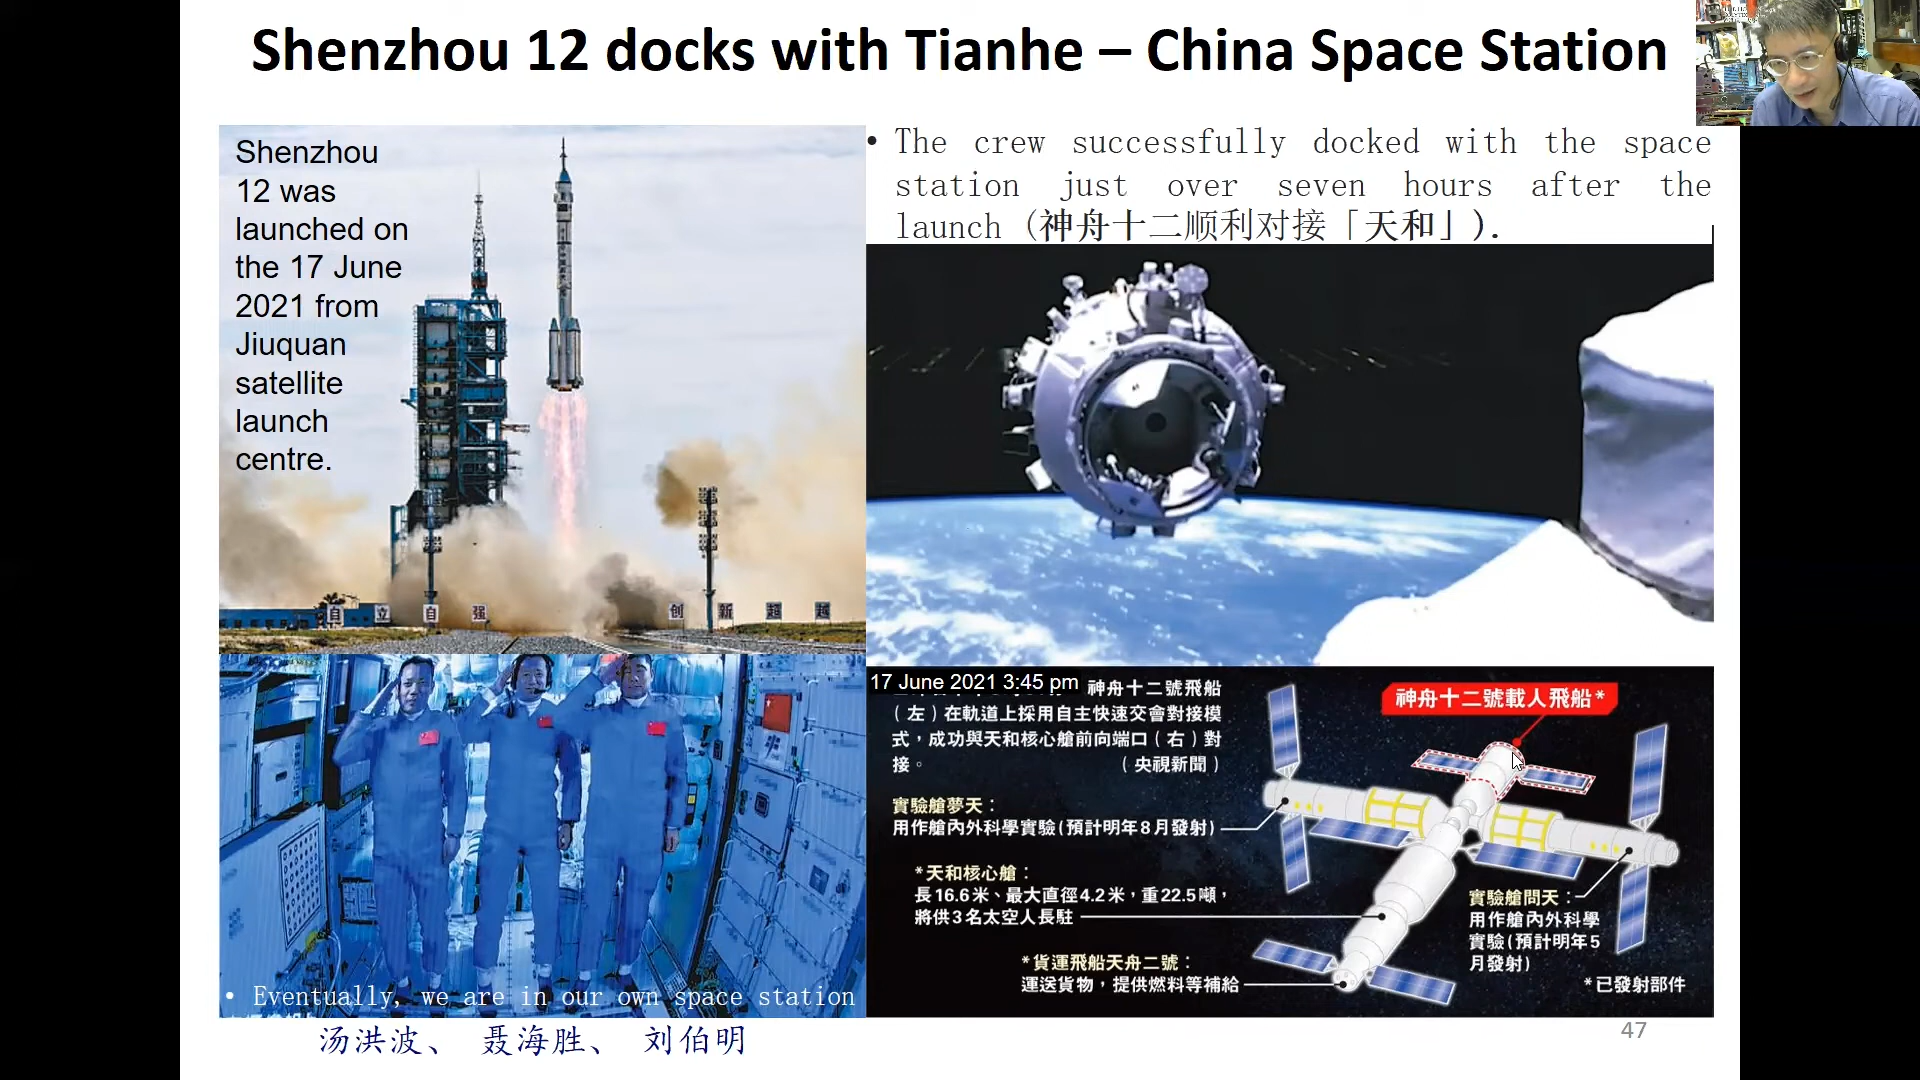 Shenzhou 12 docks with Tianhe – China Space Station
Shenzhou
12 was
launched on
the 17 June
2021 from
Jiuquan
satellite
launch
centre.
自立自强 创新超越
• Eventually, we are in our own space station
汤洪波、 聂海胜、 刘伯明
• The crew successfully docked with the space
station just over seven hours after the
launch (神舟十二顺利对接「天和」).
17 June 2021 3:45 pm
神舟十二號飛船
(左)在軌道上採用自主快速交會對接模
式,成功與天和核心艙前向端口(右)對
接。 (央視新聞)
神舟十二號載人飛船*
實驗艙夢天:
用作艙內外科學實驗(預計明年8月發射)
*天和核心艙:
長16.6米、最大直徑4.2米,重22.5噸,
將供3名太空人長駐
*貨運飛船天舟二號:
運送貨物,提供燃料等補給
實驗艙問天:
用作艙內外科學
實驗(預計明年5
月發射)
*已發射部件
47